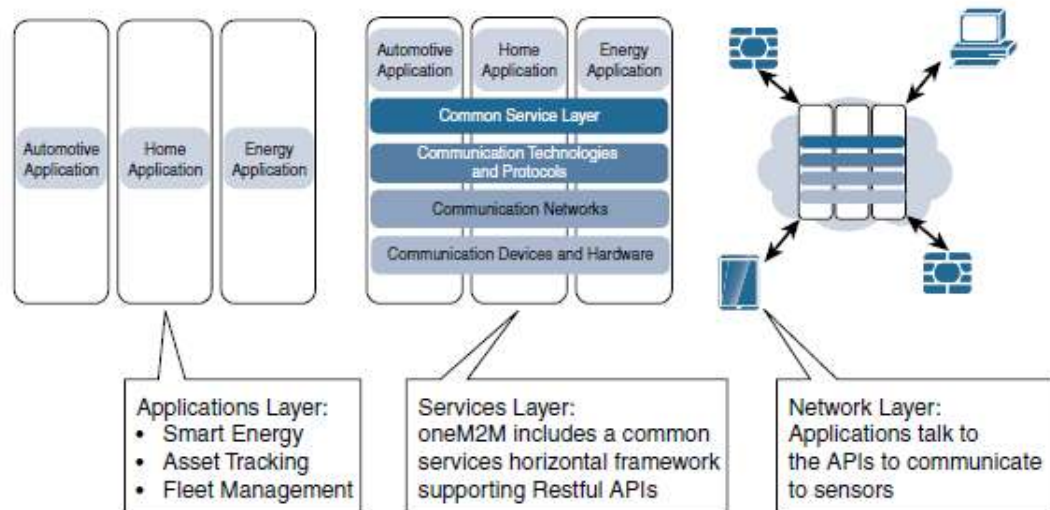 Automotive
Application
Home
Application
Energy
Application
Automotive
Application
Home
Application
Energy
Application
Common Service Layer
Communication Technologies
and Protocols
Communication Networks
Communication Devices and Hardware
Applications Layer:
• Smart Energy
• Asset Tracking
• Fleet Management
Services Layer:
oneM2M includes a common
services horizontal framework
supporting Restful APIs
Network Layer:
Applications talk to
the APIs to communicate
to sensors